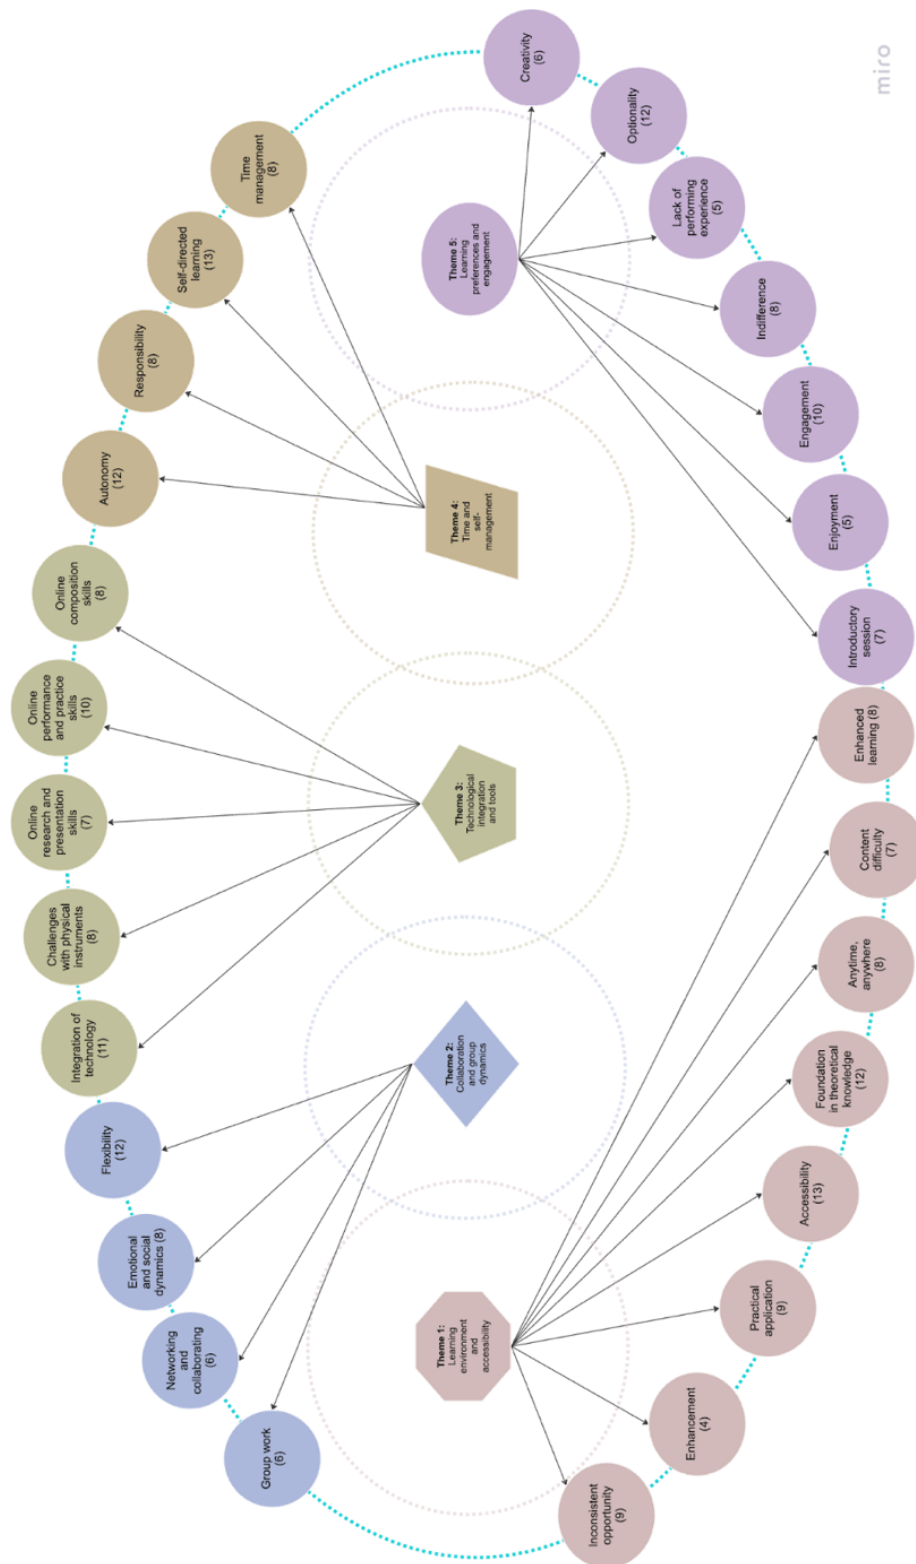 Group work
(6)
Networking
and
collaborating
(6)
Emotional
and social
dynamics (8)
Flexibility
(12)
Integration of
technology
(11)
Challenges
with physical
instruments
(8)
Online
research and
presentation
skills
(7)
Online
performance
and practice
skills
(10)
Online
composition
skills
(8)
Autonomy
(12)
Responsibility
(8)
Self-directed
learning
(13)
Time
management
(8)
Theme 1:
Learning
environment
and
accessibility
Theme 2:
Collaboration
and group
dynamics
Theme 3:
Technological
integration
and tools
Theme 4:
Time and
self-
management
Theme 5:
Learning
preferences and
engagement
Inconsistent
opportunity
(9)
Enhancement
(4)
Practical
application
(9)
Accessibility
(13)
Foundation
in theoretical
knowledge
(12)
Anytime,
anywhere
(8)
Content
difficulty
(7)
Enhanced
learning (8)
Introductory
session
(7)
Enjoyment
(5)
Engagement
(10)
Indifference
(8)
Lack of
performing
experience
(5)
Optionality
(12)
Creativity
(6)
miro